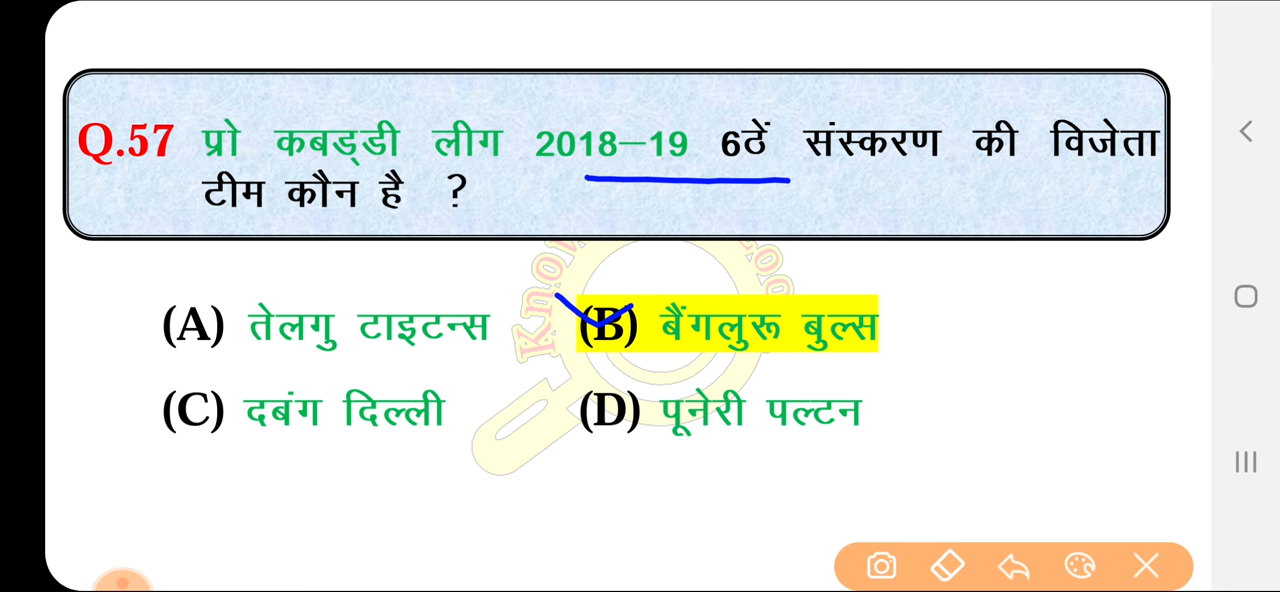 Q.57 प्रो कबड्डी लीग 2018–19 6ठें संस्करण की विजेता
टीम कौन है ?
(A) तेलगु टाइटन्स (B) बैंगलुरू बुल्स
(C) दबंग दिल्ली (D) पूनेरी पल्टन